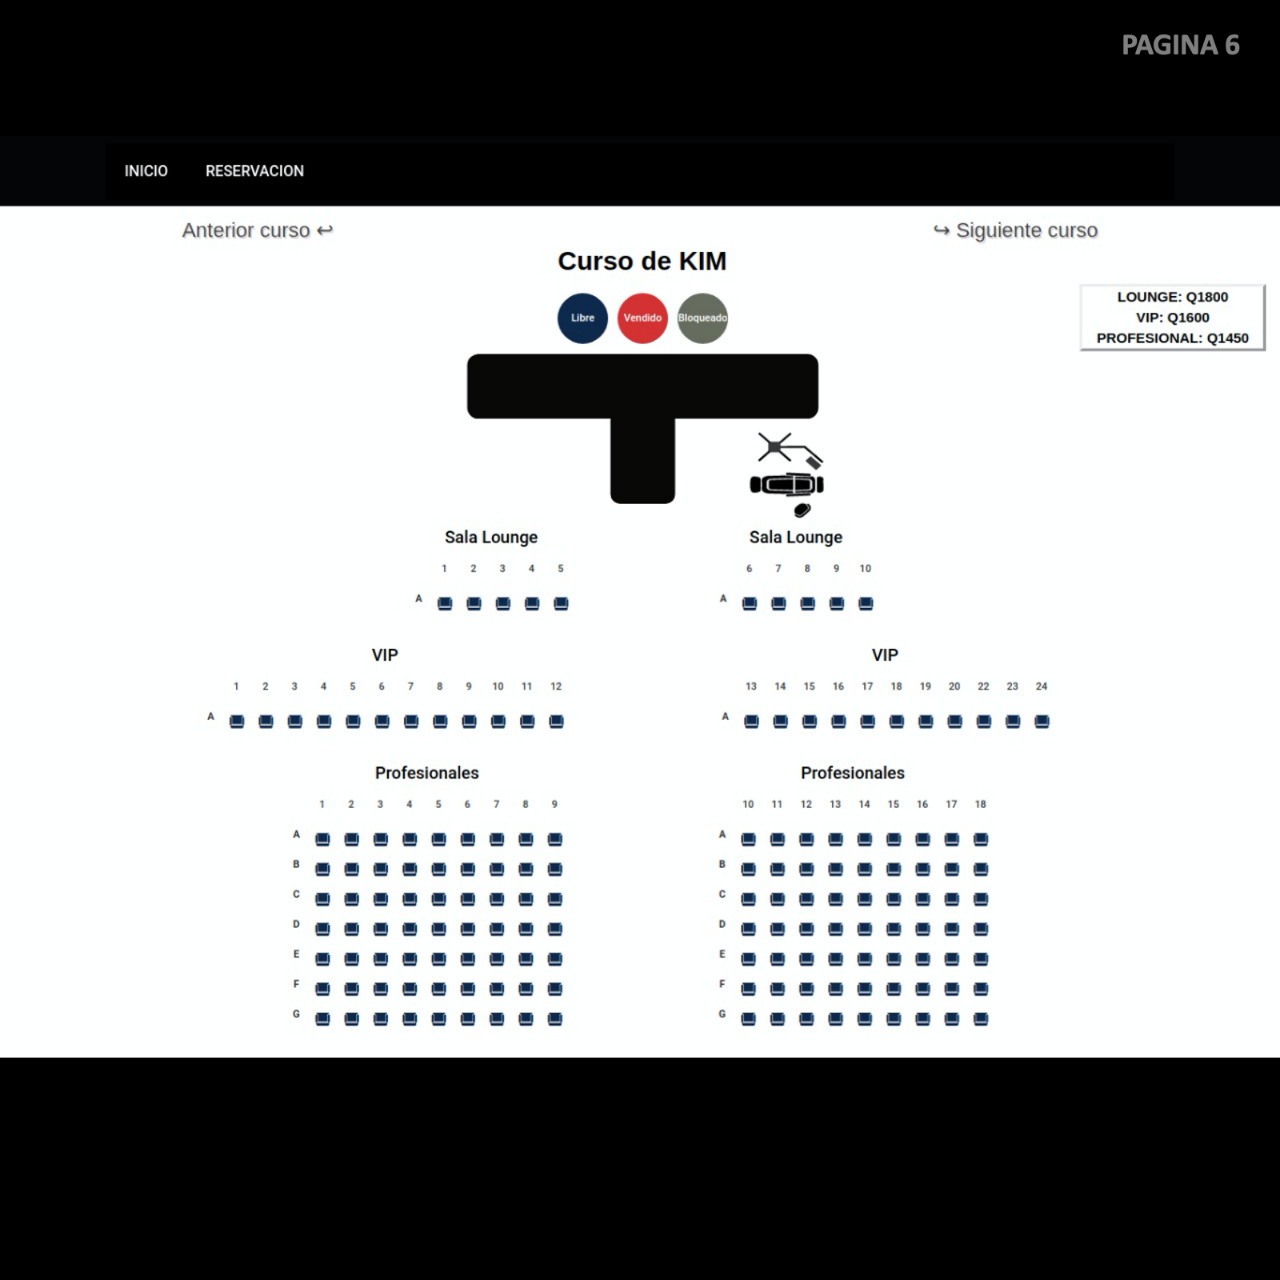 PAGINA 6
INICIO RESERVACION
Anterior curso ↩ ↪ Siguiente curso
Curso de KIM
Libre Vendido Bloqueado
LOUNGE: Q1800
VIP: Q1600
PROFESIONAL: Q1450
Sala Lounge Sala Lounge
1 2 3 4 5 6 7 8 9 10
A A
VIP VIP
1 2 3 4 5 6 7 8 9 10 11 12 13 14 15 16 17 18 19 20 22 23 24
A A
Profesionales Profesionales
1 2 3 4 5 6 7 8 9 10 11 12 13 14 15 16 17 18
A A
B B
C C
D D
E E
F F
G G